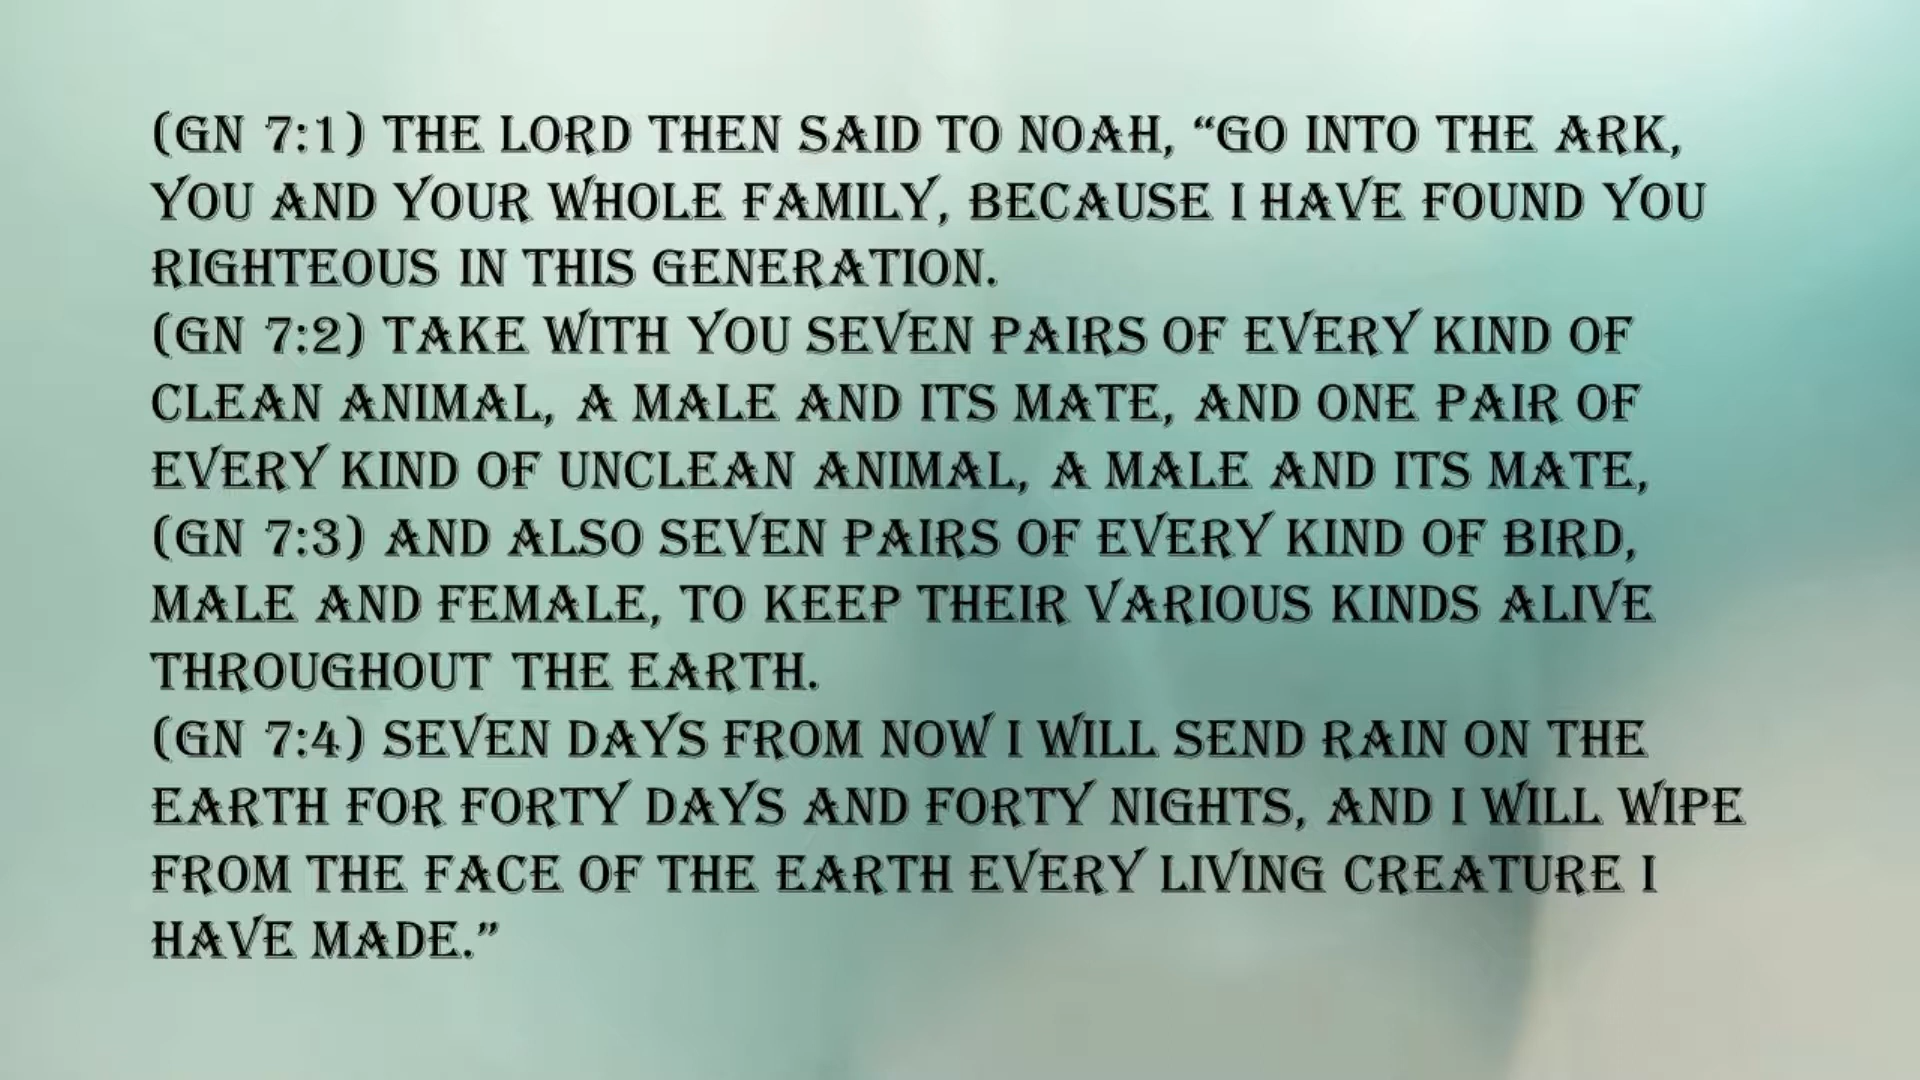 (GN 7:1) THE LORD THEN SAID TO NOAH, “GO INTO THE ARK,
YOU AND YOUR WHOLE FAMILY, BECAUSE I HAVE FOUND YOU
RIGHTEOUS IN THIS GENERATION.
(GN 7:2) TAKE WITH YOU SEVEN PAIRS OF EVERY KIND OF
CLEAN ANIMAL, A MALE AND ITS MATE, AND ONE PAIR OF
EVERY KIND OF UNCLEAN ANIMAL, A MALE AND ITS MATE,
(GN 7:3) AND ALSO SEVEN PAIRS OF EVERY KIND OF BIRD,
MALE AND FEMALE, TO KEEP THEIR VARIOUS KINDS ALIVE
THROUGHOUT THE EARTH.
(GN 7:4) SEVEN DAYS FROM NOW I WILL SEND RAIN ON THE
EARTH FOR FORTY DAYS AND FORTY NIGHTS, AND I WILL WIPE
FROM THE FACE OF THE EARTH EVERY LIVING CREATURE I
HAVE MADE.”